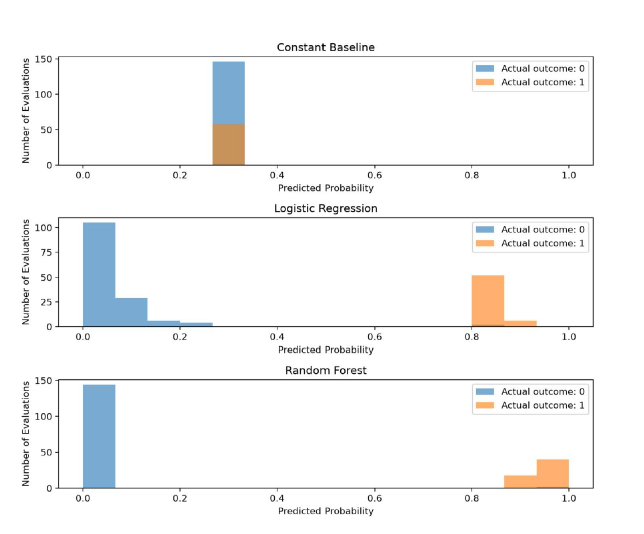 Constant Baseline
Number of Evaluations
150
100
50
0
Actual outcome: 0
Actual outcome: 1
0.0 0.2 0.4 0.6 0.8 1.0
Predicted Probability
Logistic Regression
Number of Evaluations
100
75
50
25
0
Actual outcome: 0
Actual outcome: 1
0.0 0.2 0.4 0.6 0.8 1.0
Predicted Probability
Random Forest
Number of Evaluations
150
100
50
0
Actual outcome: 0
Actual outcome: 1
0.0 0.2 0.4 0.6 0.8 1.0
Predicted Probability